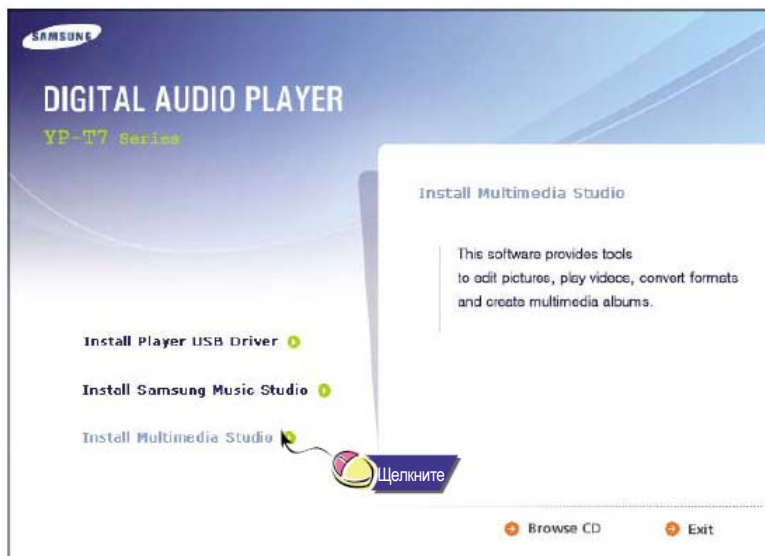 SAMSUNG
DIGITAL AUDIO PLAYER
YP-T7 Series
Install Multimedia Studio
This software provides tools
to edit pictures, play videos, convert formats
and create multimedia albums.
Install Player USB Driver
Install Samsung Music Studio
Install Multimedia Studio
Щелкните
Browse CD
Exit